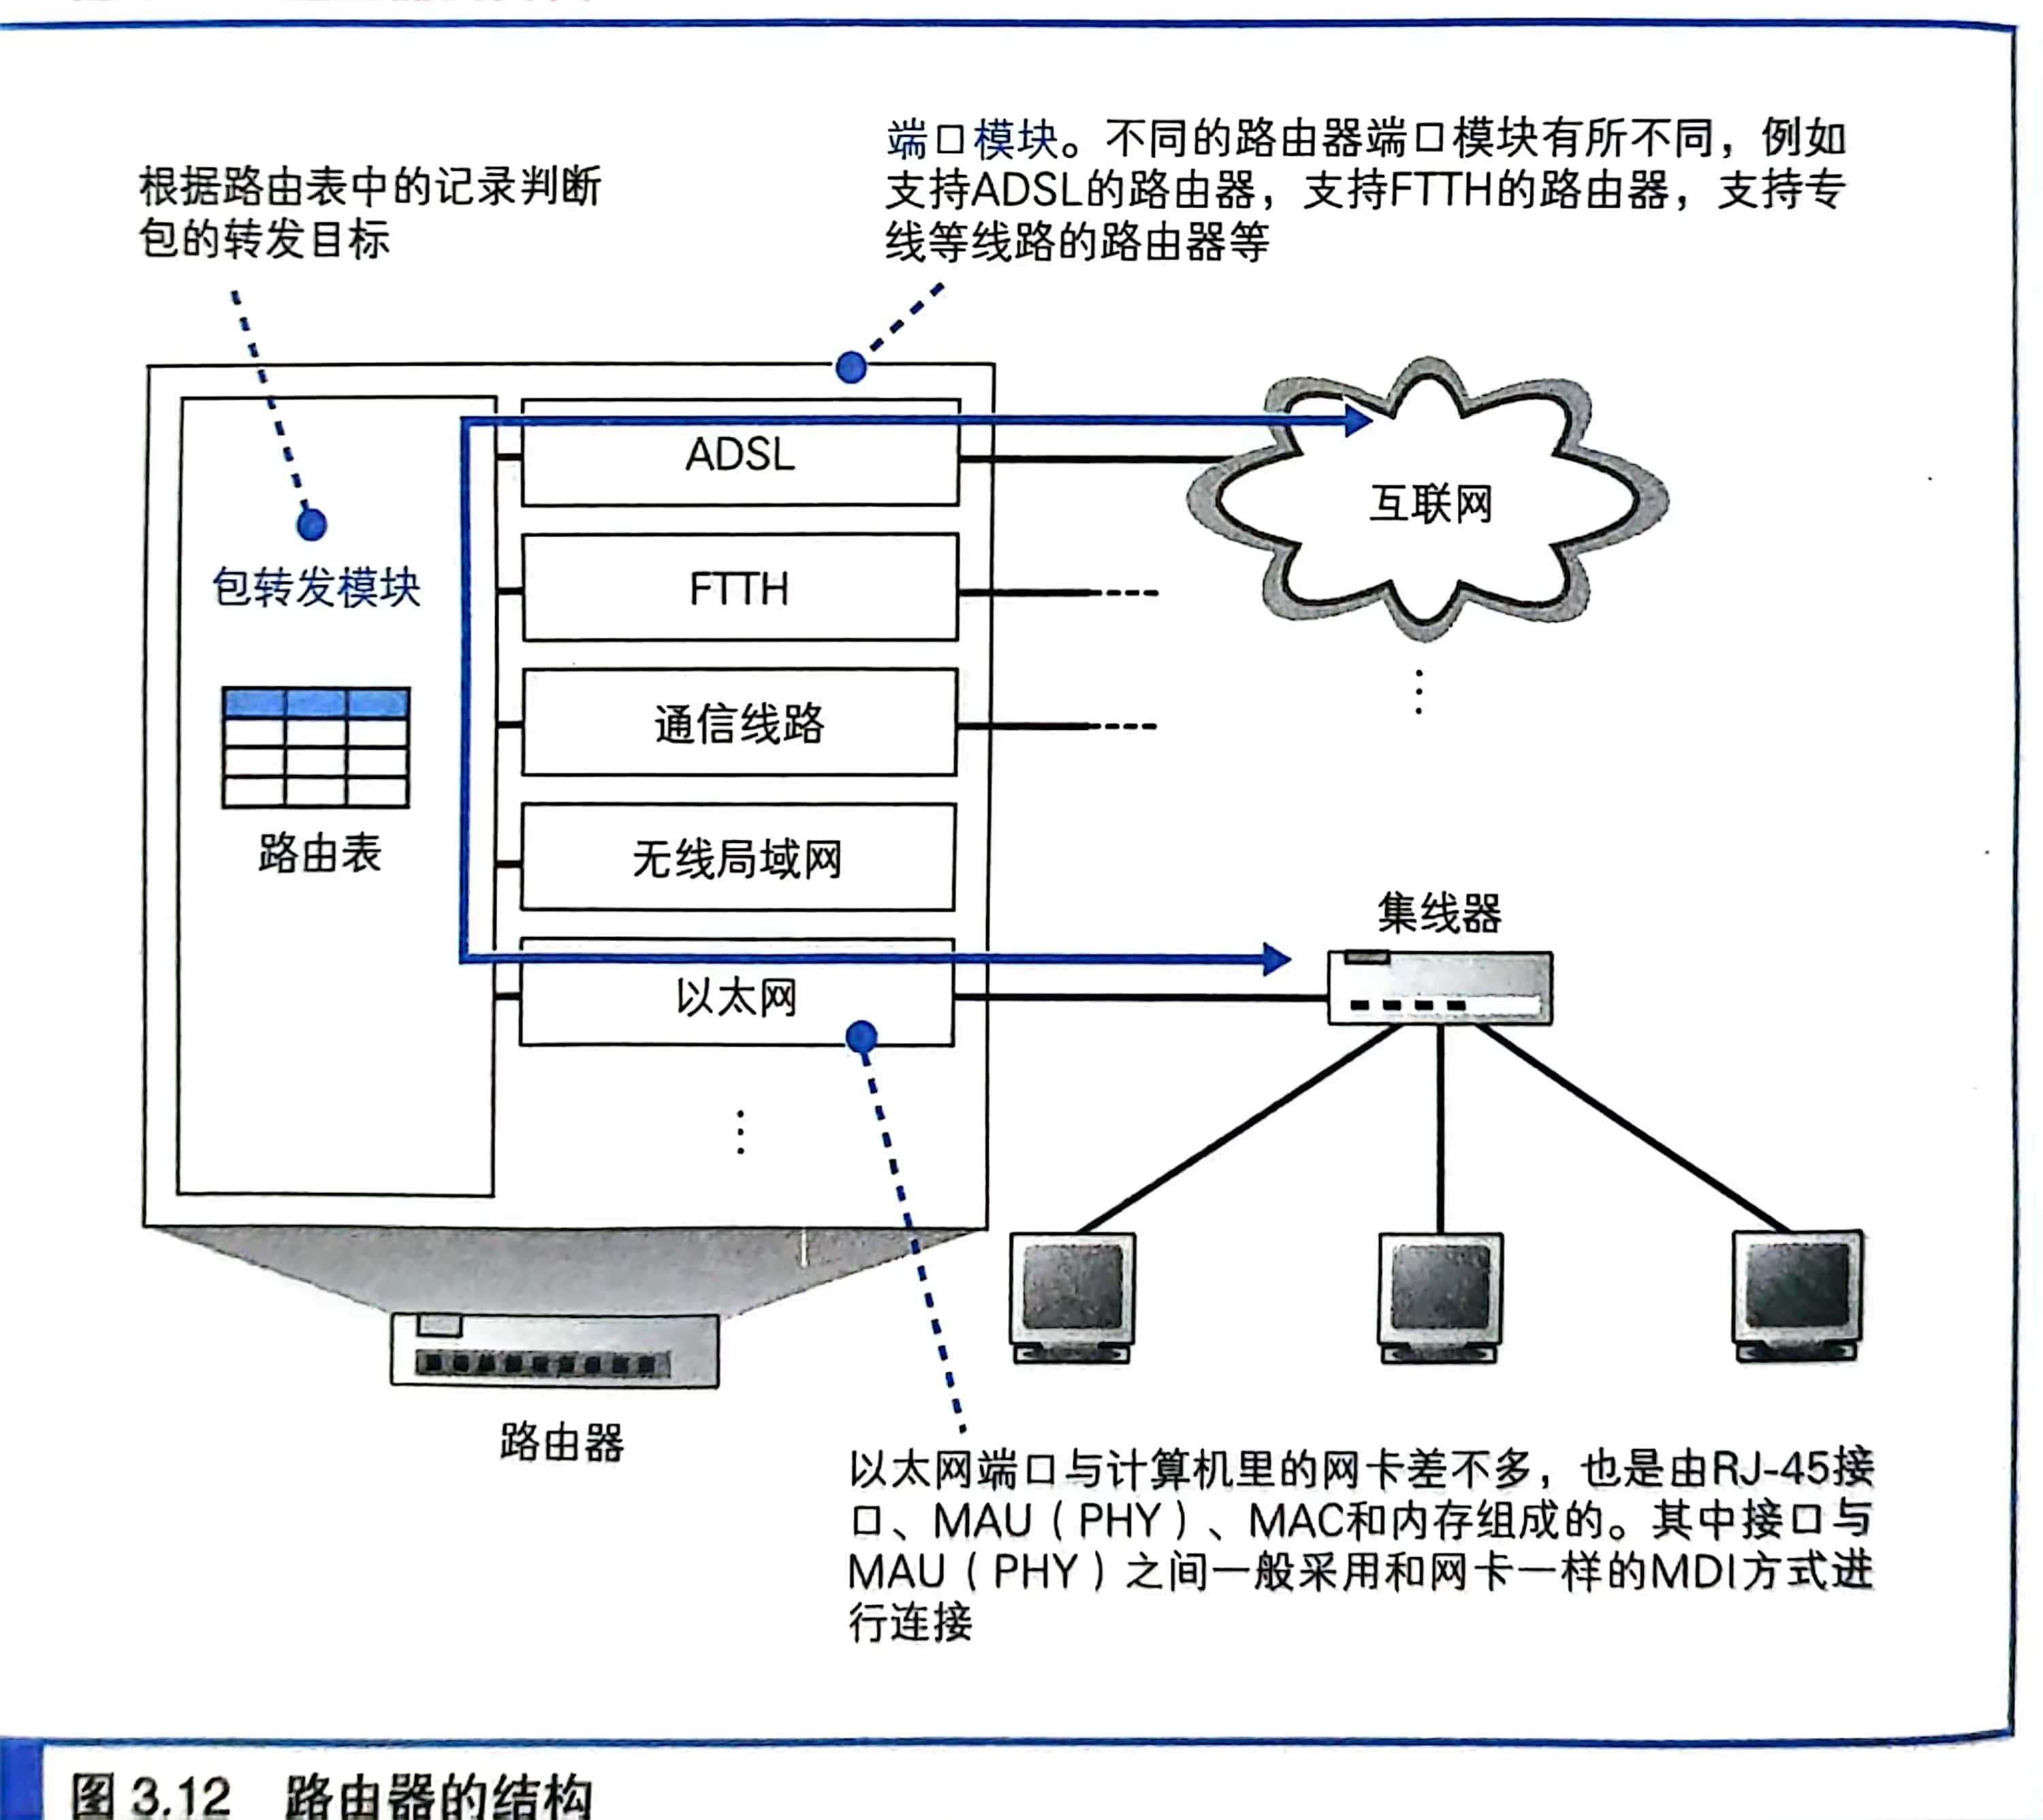 根据路由表中的记录判断
包的转发目标
端口模块。不同的路由器端口模块有所不同，例如
支持ADSL的路由器，支持FTTH的路由器，支持专
线等线路的路由器等
ADSL
互联网
FTTH
包转发模块
通信线路
路由表
无线局域网
集线器
以太网
路由器
以太网端口与计算机里的网卡差不多，也是由RJ-45接
口、MAU（PHY）、MAC和内存组成的。其中接口与
MAU（PHY）之间一般采用和网卡一样的MDI方式进
行连接
图3.12 路由器的结构